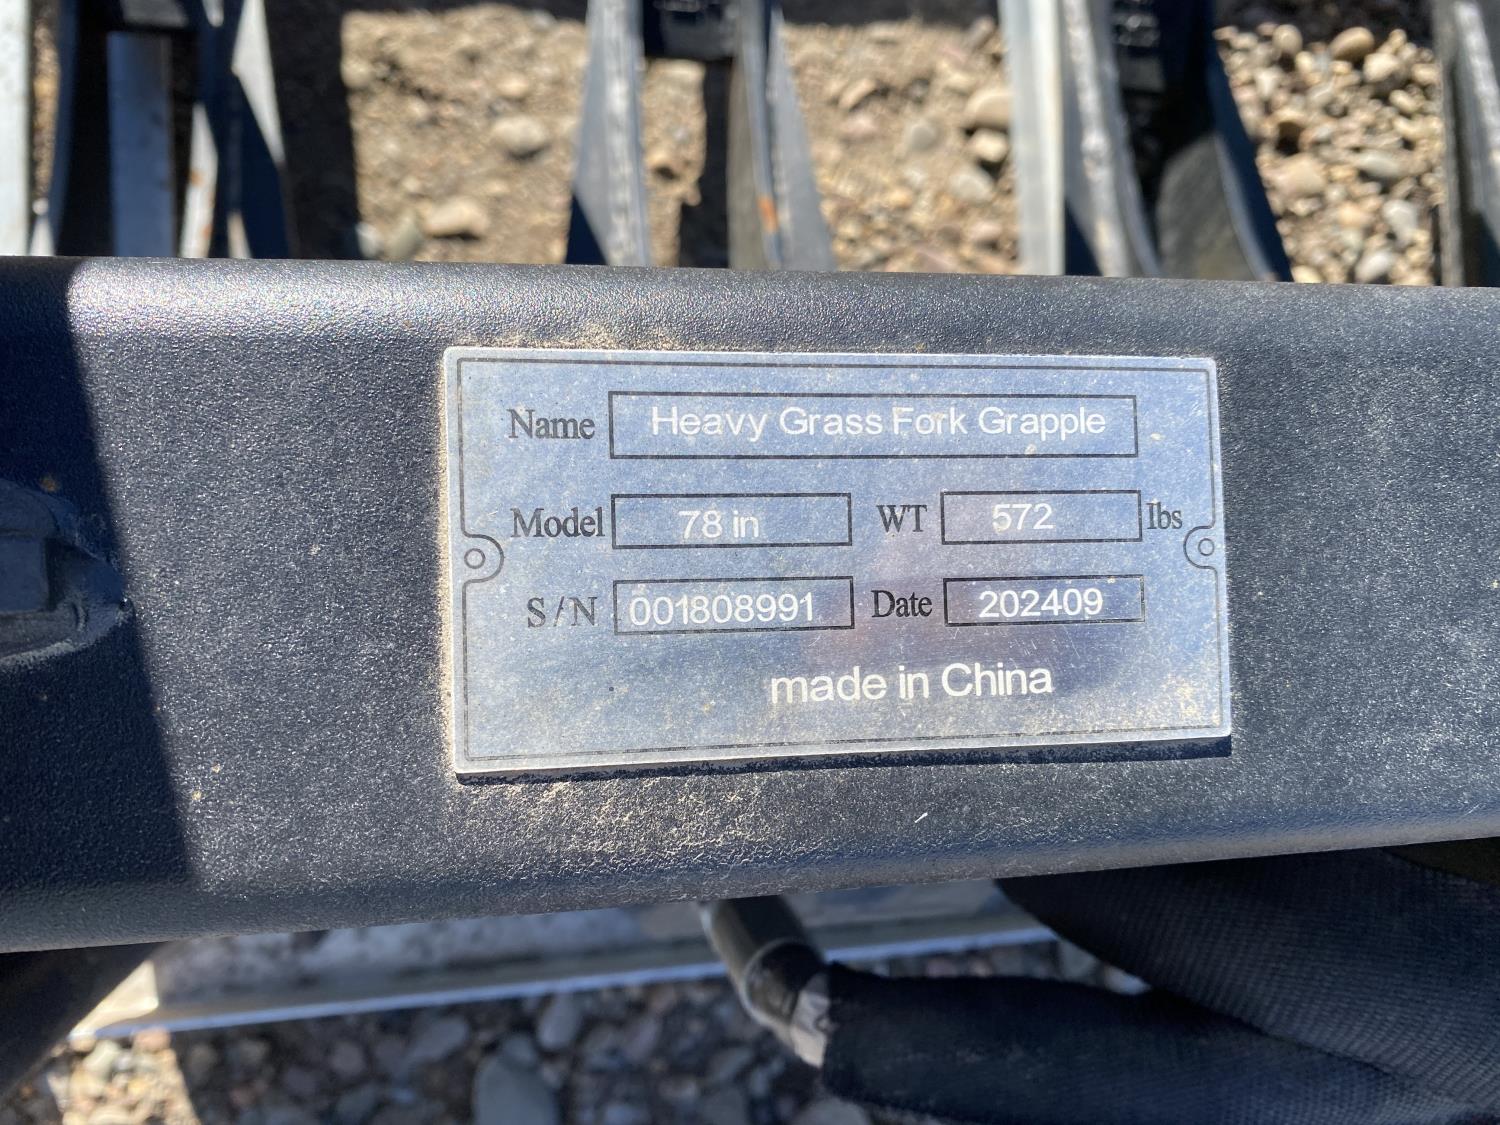 Name Heavy Grass Fork Grapple
Model 78 in WT 572 lbs
S/N 001808991 Date 202409
made in China